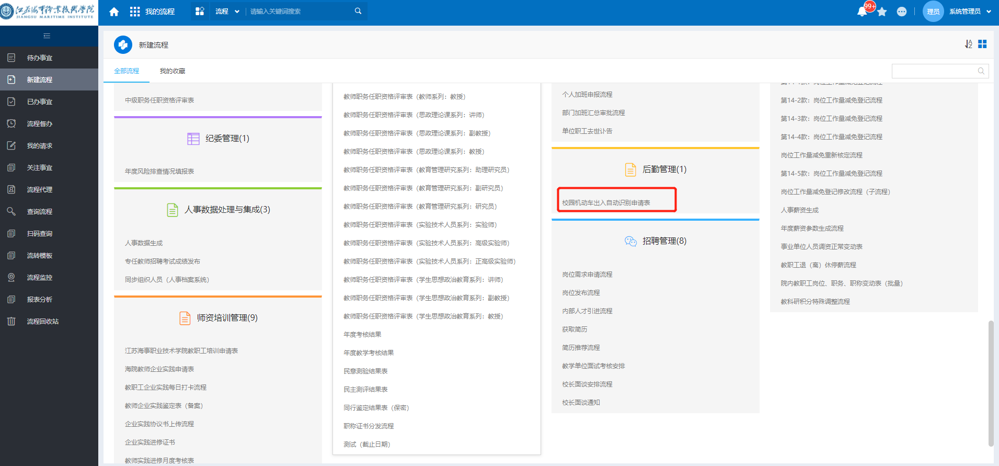 江苏海事职业技术学院
JIANGSU MARITIME INSTITUTE
我的流程
流程
请输入关键词搜索
99+
理员
系统管理员
待办事宜
新建流程
已办事宜
流程督办
我的请求
关注事宜
流程代理
查询流程
扫码查询
流转模板
流程监控
报表分析
流程回收站
新建流程
全部流程
我的收藏
中级职务任职资格评审表
纪委管理(1)
年度风险排查情况填报表
人事数据处理与集成(3)
人事数据生成
专任教师招聘考试成绩发布
同步组织人员（人事档案系统）
师资培训管理(9)
江苏海事职业技术学院教职工培训申请表
海院教师企业实践申请表
教职工企业实践每日打卡流程
教师企业实践鉴定表（备案）
企业实践协议书上传流程
企业实践进修证书
教师实践进修月度考核表
教师职务任职资格评审表（教师系列：教授）
教师职务任职资格评审表（思政理论课系列：讲师）
教师职务任职资格评审表（思政理论课系列：副教授）
教师职务任职资格评审表（思政理论课系列：教授）
教师职务任职资格评审表（教育管理研究系列：助理研究员）
教师职务任职资格评审表（教育管理研究系列：副研究员）
教师职务任职资格评审表（教育管理研究系列：研究员）
教师职务任职资格评审表（实验技术人员系列：实验师）
教师职务任职资格评审表（实验技术人员系列：高级实验师）
教师职务任职资格评审表（实验技术人员系列：正高级实验师）
教师职务任职资格评审表（学生思想政治教育系列：讲师）
教师职务任职资格评审表（学生思想政治教育系列：副教授）
教师职务任职资格评审表（学生思想政治教育系列：教授）
年度考核结果
年度教学考核结果
民意测验结果表
民主测评结果表
同行鉴定结果表（保密）
职称证书分发流程
测试（截止日期）
个人加班申报流程
部门加班汇总审批流程
单位职工去世讣告
后勤管理(1)
校园机动车出入自动识别申请表
招聘管理(8)
岗位需求申请流程
岗位发布流程
内部人才引进流程
获取简历
简历推荐流程
教学单位面试考核安排
校长面谈安排流程
校长面谈通知
第14-1款：岗位工作量减免登记流程
第14-2款：岗位工作量减免登记流程
第14-3款：岗位工作量减免登记流程
第14-4款：岗位工作量减免登记流程
岗位工作量减免重新核定流程
第14-5款：岗位工作量减免登记流程
岗位工作量减免登记修改流程（子流程）
人事薪资生成
年度薪资参数生成流程
事业单位人员调资正常变动表
教职工退（离）休停薪流程
院内教职工岗位、职务、职称变动表（批量）
教科研积分特殊调整流程